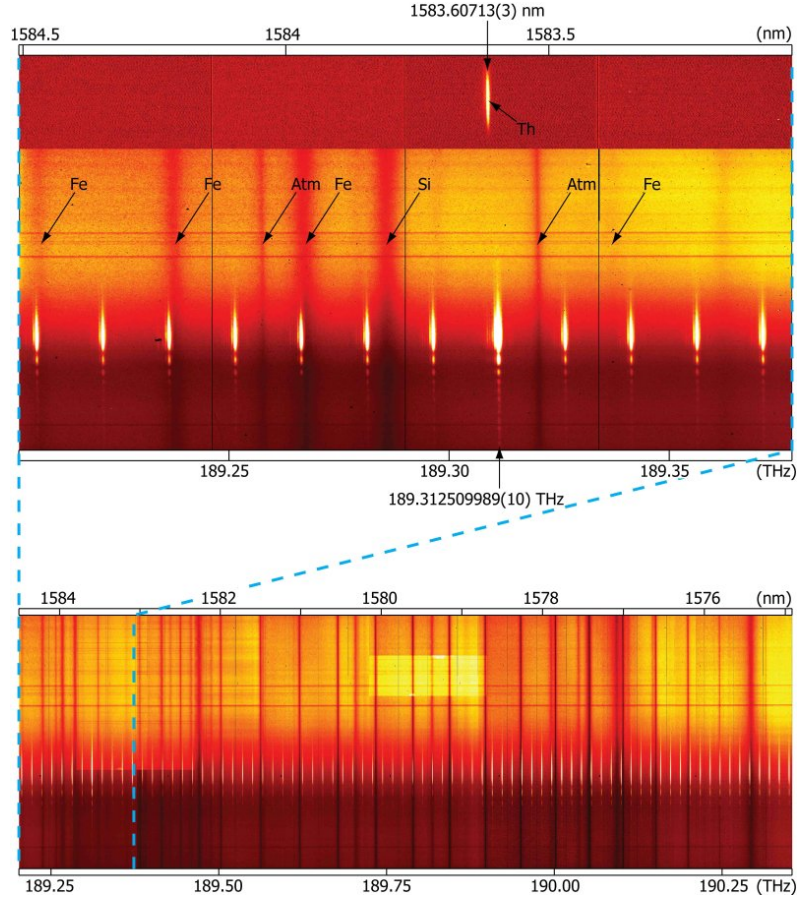 1583.60713(3) nm
1584.5 1584 1583.5 (nm)
Th
Fe Fe Atm Fe Si Atm Fe
189.25 189.30 189.35 (THz)
189.312509989(10) THz
1584 1582 1580 1578 1576 (nm)
189.25 189.50 189.75 190.00 190.25 (THz)